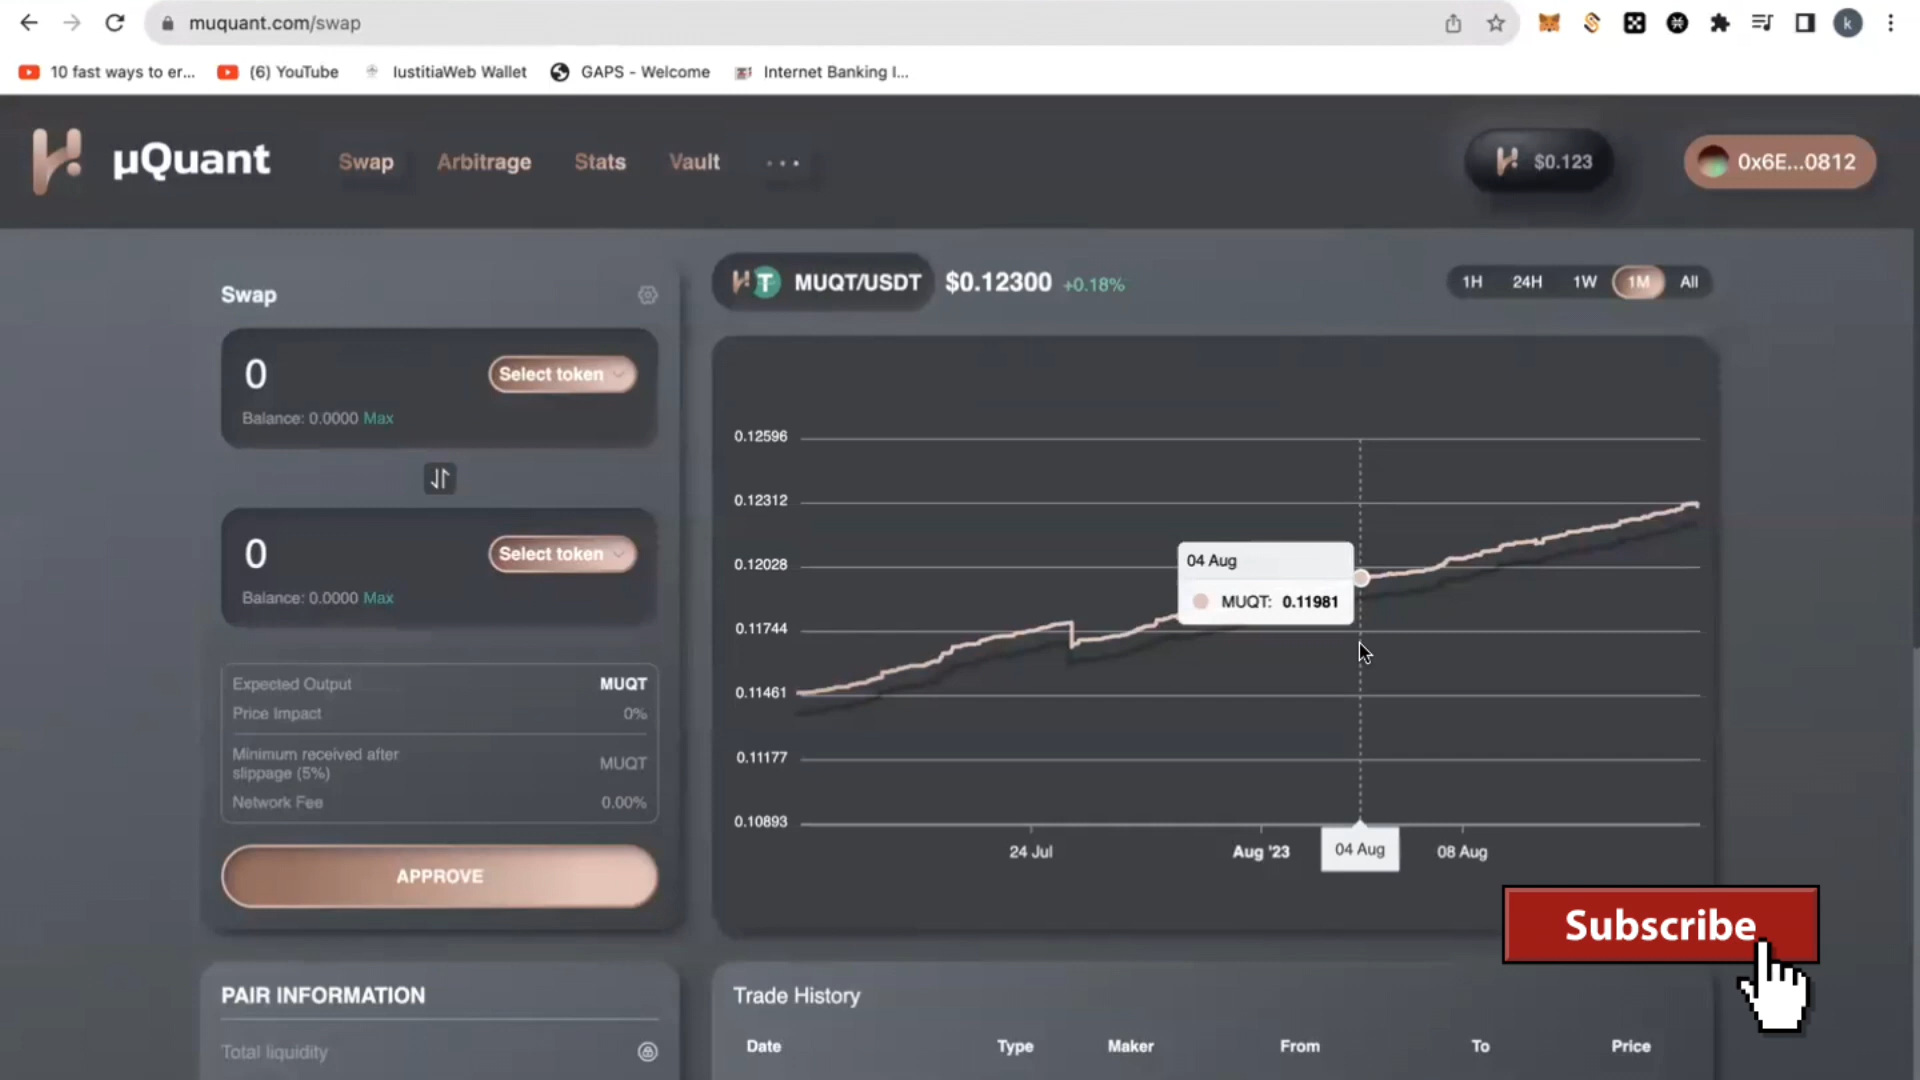 muquant.com/swap
k
10 fast ways to er...
(6) YouTube
IustitiaWeb Wallet
GAPS - Welcome
Internet Banking I...
µQuant
Swap
Arbitrage
Stats
Vault
...
$0.123
0x6E...0812
Swap
0
Select token
Balance: 0.0000 Max
0
Select token
Balance: 0.0000 Max
Expected Output
MUQT
Price Impact
0%
Minimum received after
slippage (5%)
MUQT
Network Fee
0.00%
APPROVE
PAIR INFORMATION
Total liquidity
MUQT/USDT
$0.12300
+0.18%
1H
24H
1W
1M
All
0.12596
0.12312
0.12028
0.11744
0.11461
0.11177
0.10893
04 Aug
MUQT: 0.11981
24 Jul
Aug '23
04 Aug
08 Aug
Subscribe
Trade History
Date
Type
Maker
From
To
Price